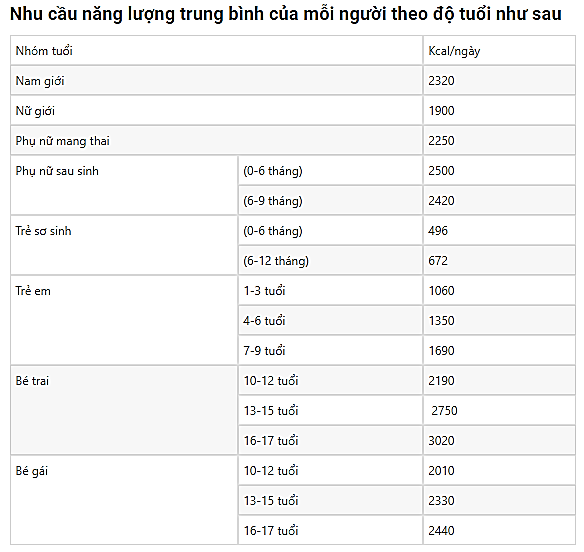 Nhu cầu năng lượng trung bình của mỗi người theo độ tuổi như sau
Nhóm tuổi Kcal/ngày
Nam giới 2320
Nữ giới 1900
Phụ nữ mang thai 2250
Phụ nữ sau sinh (0-6 tháng) 2500
(6-9 tháng) 2420
Trẻ sơ sinh (0-6 tháng) 496
(6-12 tháng) 672
Trẻ em 1-3 tuổi 1060
4-6 tuổi 1350
7-9 tuổi 1690
Bé trai 10-12 tuổi 2190
13-15 tuổi 2750
16-17 tuổi 3020
Bé gái 10-12 tuổi 2010
13-15 tuổi 2330
16-17 tuổi 2440